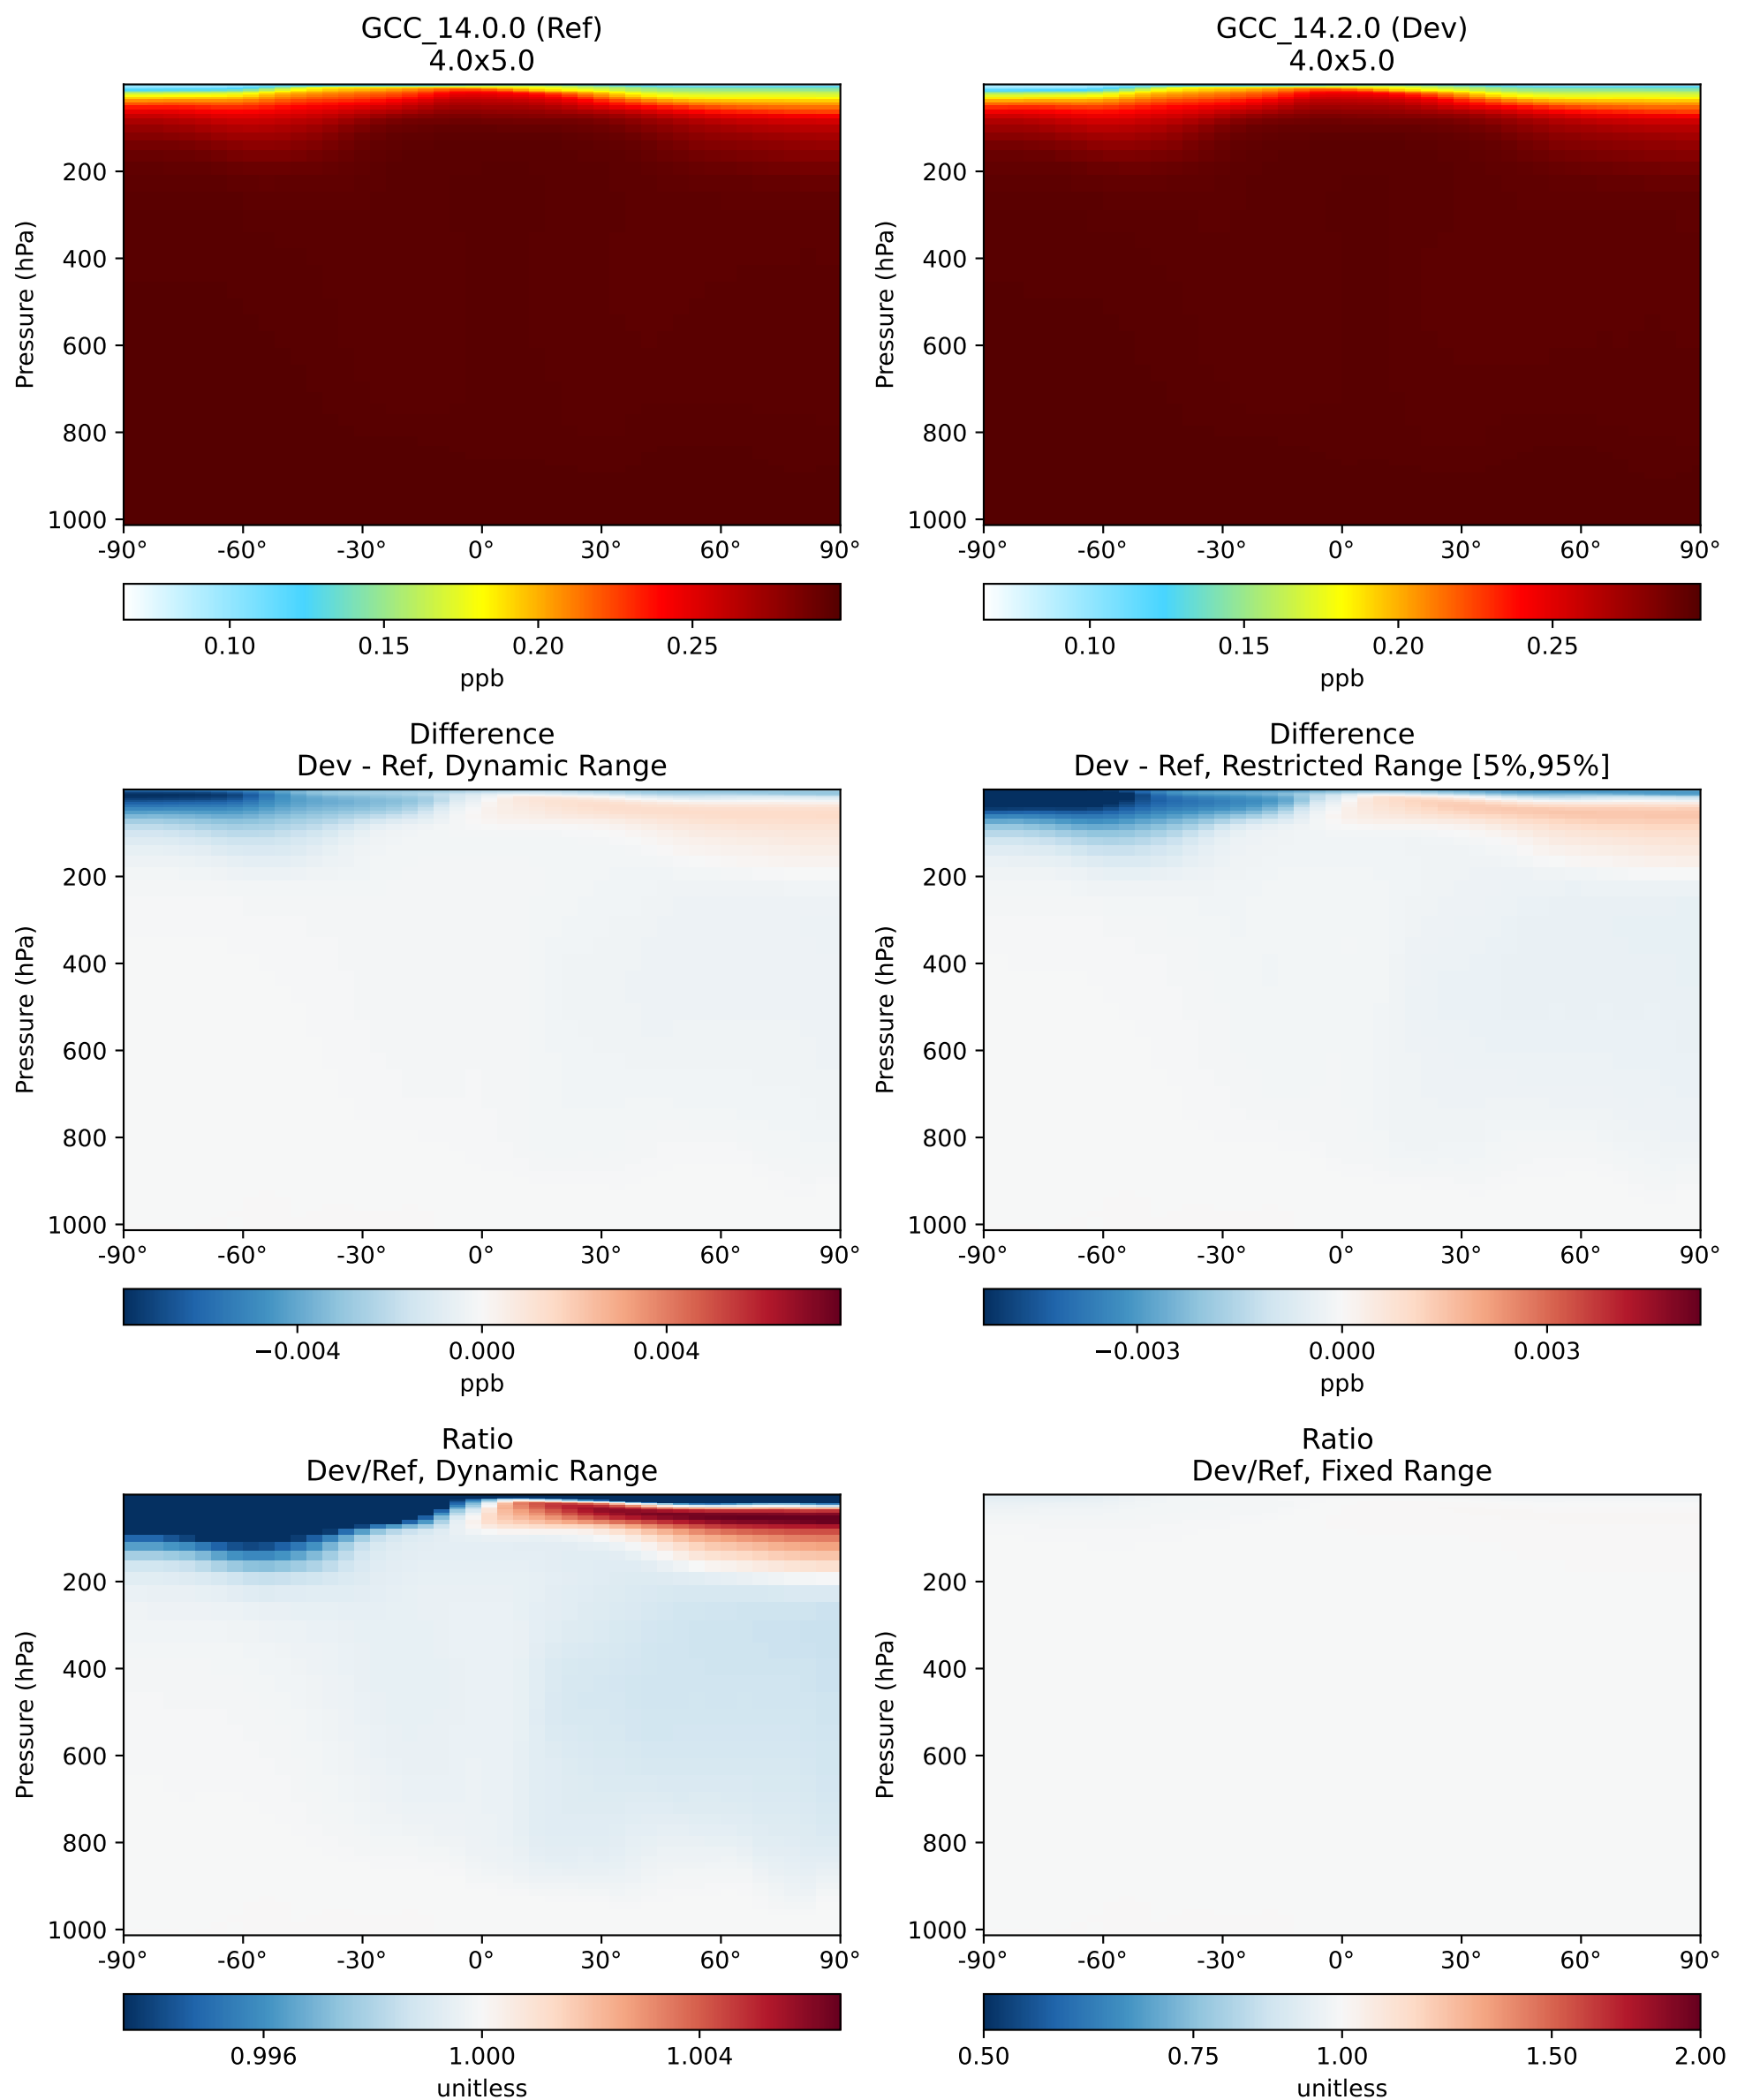 GCC_14.0.0 (Ref)
4.0x5.0
Pressure (hPa)
200
400
600
800
1000
-90° -60° -30° 0° 30° 60° 90°
0.10 0.15 0.20 0.25
ppb
GCC_14.2.0 (Dev)
4.0x5.0
Pressure (hPa)
200
400
600
800
1000
-90° -60° -30° 0° 30° 60° 90°
0.10 0.15 0.20 0.25
ppb
Difference
Dev - Ref, Dynamic Range
Pressure (hPa)
200
400
600
800
1000
-90° -60° -30° 0° 30° 60° 90°
−0.004 0.000 0.004
ppb
Difference
Dev - Ref, Restricted Range [5%,95%]
Pressure (hPa)
200
400
600
800
1000
-90° -60° -30° 0° 30° 60° 90°
−0.003 0.000 0.003
ppb
Ratio
Dev/Ref, Dynamic Range
Pressure (hPa)
200
400
600
800
1000
-90° -60° -30° 0° 30° 60° 90°
0.996 1.000 1.004
unitless
Ratio
Dev/Ref, Fixed Range
Pressure (hPa)
200
400
600
800
1000
-90° -60° -30° 0° 30° 60° 90°
0.50 0.75 1.00 1.50 2.00
unitless